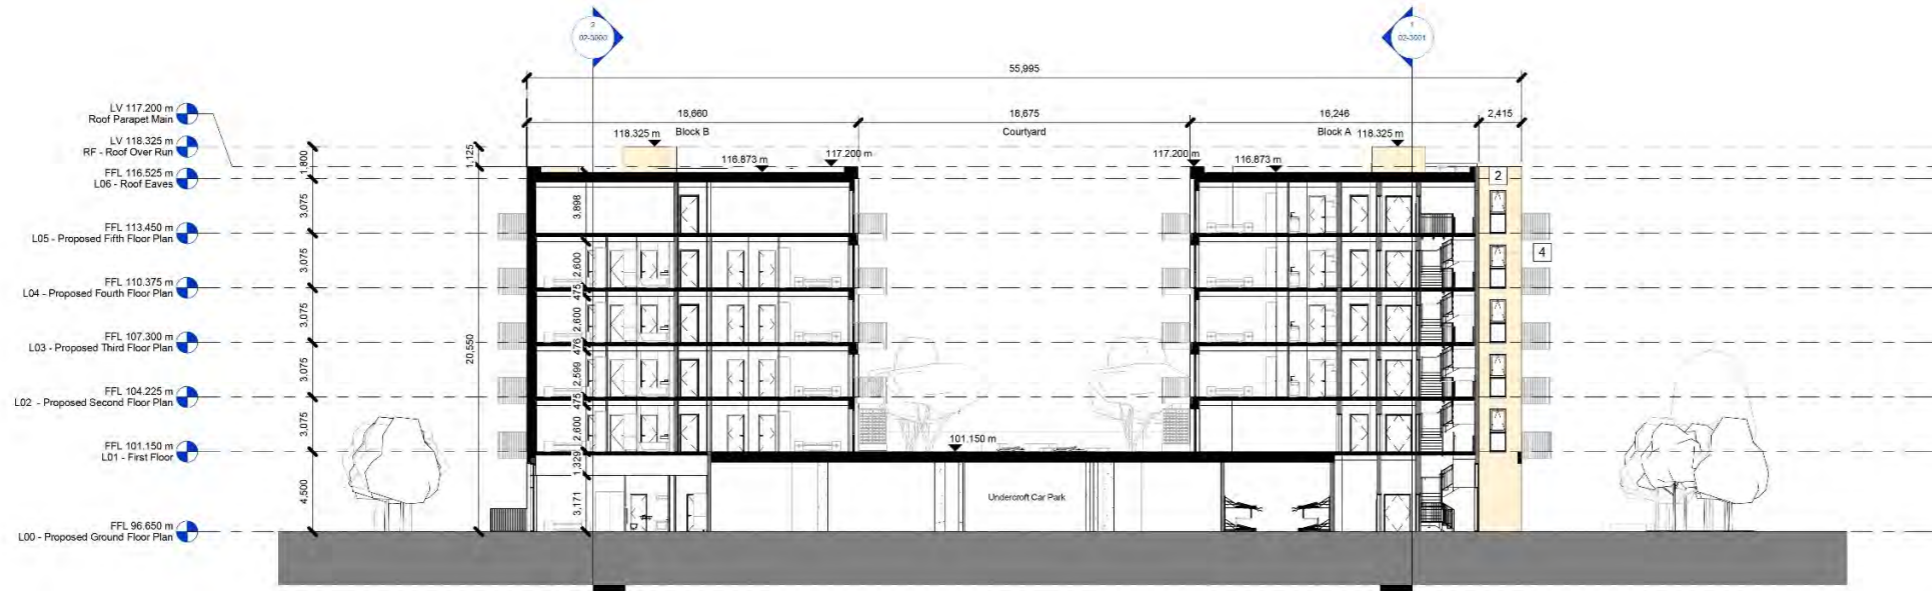 3
02-3000
1
02-3001
55,995
18,660
18,675
16,246
2,415
Block B
Courtyard
Block A
118.325 m
118.325 m
117.200 m
117.200 m
116.873 m
116.873 m
LV 117.200 m
Roof Parapet Main
LV 118.325 m
RF - Roof Over Run
FFL 116.525 m
L06 - Roof Eaves
FFL 113.450 m
L05 - Proposed Fifth Floor Plan
FFL 110.375 m
L04 - Proposed Fourth Floor Plan
FFL 107.300 m
L03 - Proposed Third Floor Plan
FFL 104.225 m
L02 - Proposed Second Floor Plan
FFL 101.150 m
L01 - First Floor
FFL 96.650 m
L00 - Proposed Ground Floor Plan
1,800
3,075
3,075
3,075
3,075
3,075
4,500
1,125
20,550
3,898
2,600
475
2,600
476
2,599
475
2,600
1,329
3,171
2
4
101.150 m
Undercroft Car Park